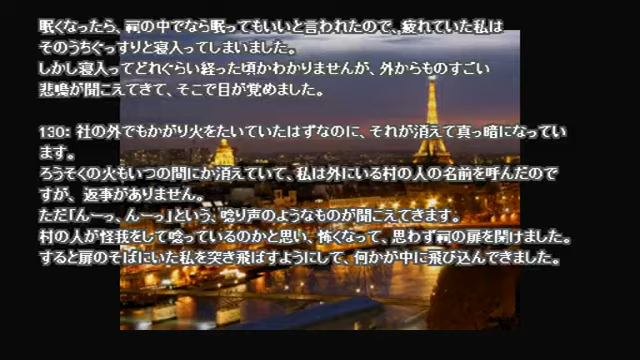 眠くなったら、祠の中でなら眠ってもいいと言われたので、疲れていた私は
そのうちぐっすりと寝入ってしまいました。
しかし寝入ってどれぐらい経った頃かわかりませんが、外からものすごい
悲鳴が聞こえてきて、そこで目が覚めました。
130: 社の外でもかがり火をたいていたはずなのに、それが消えて真っ暗になってい
ます。
ろうそくの火もいつの間にか消えていて、私は外にいる村の人の名前を呼んだので
すが、 返事がありません。
ただ「んーっ、んーっ」という、唸り声のようなものが聞こえてきます。
村の人が怪我をして唸っているのかと思い、怖くなって、思わず祠の扉を開けました。
すると扉のそばにいた私を突き飛ばすようにして、何かが中に飛び込んできました。